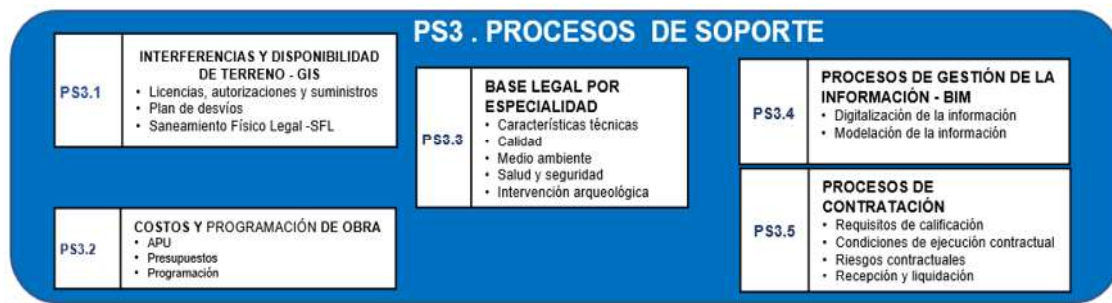 PS3 . PROCESOS DE SOPORTE
PS3.1
INTERFERENCIAS Y DISPONIBILIDAD
DE TERRENO - GIS
• Licencias, autorizaciones y suministros
• Plan de desvíos
• Saneamiento Físico Legal -SFL
PS3.2
COSTOS Y PROGRAMACIÓN DE OBRA
• APU
• Presupuestos
• Programación
PS3.3
BASE LEGAL POR
ESPECIALIDAD
• Características técnicas
• Calidad
• Medio ambiente
• Salud y seguridad
• Intervención arqueológica
PS3.4
PROCESOS DE GESTIÓN DE LA
INFORMACIÓN - BIM
• Digitalización de la información
• Modelación de la información
PS3.5
PROCESOS DE
CONTRATACIÓN
• Requisitos de calificación
• Condiciones de ejecución contractual
• Riesgos contractuales
• Recepción y liquidación